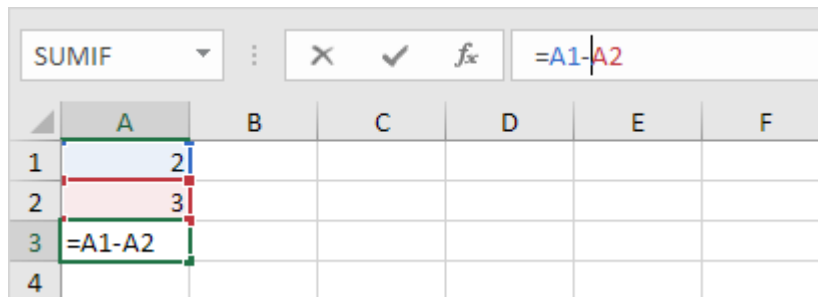 SUMIF fx =A1-A2
A B C D E F
1 2
2 3
3 =A1-A2
4